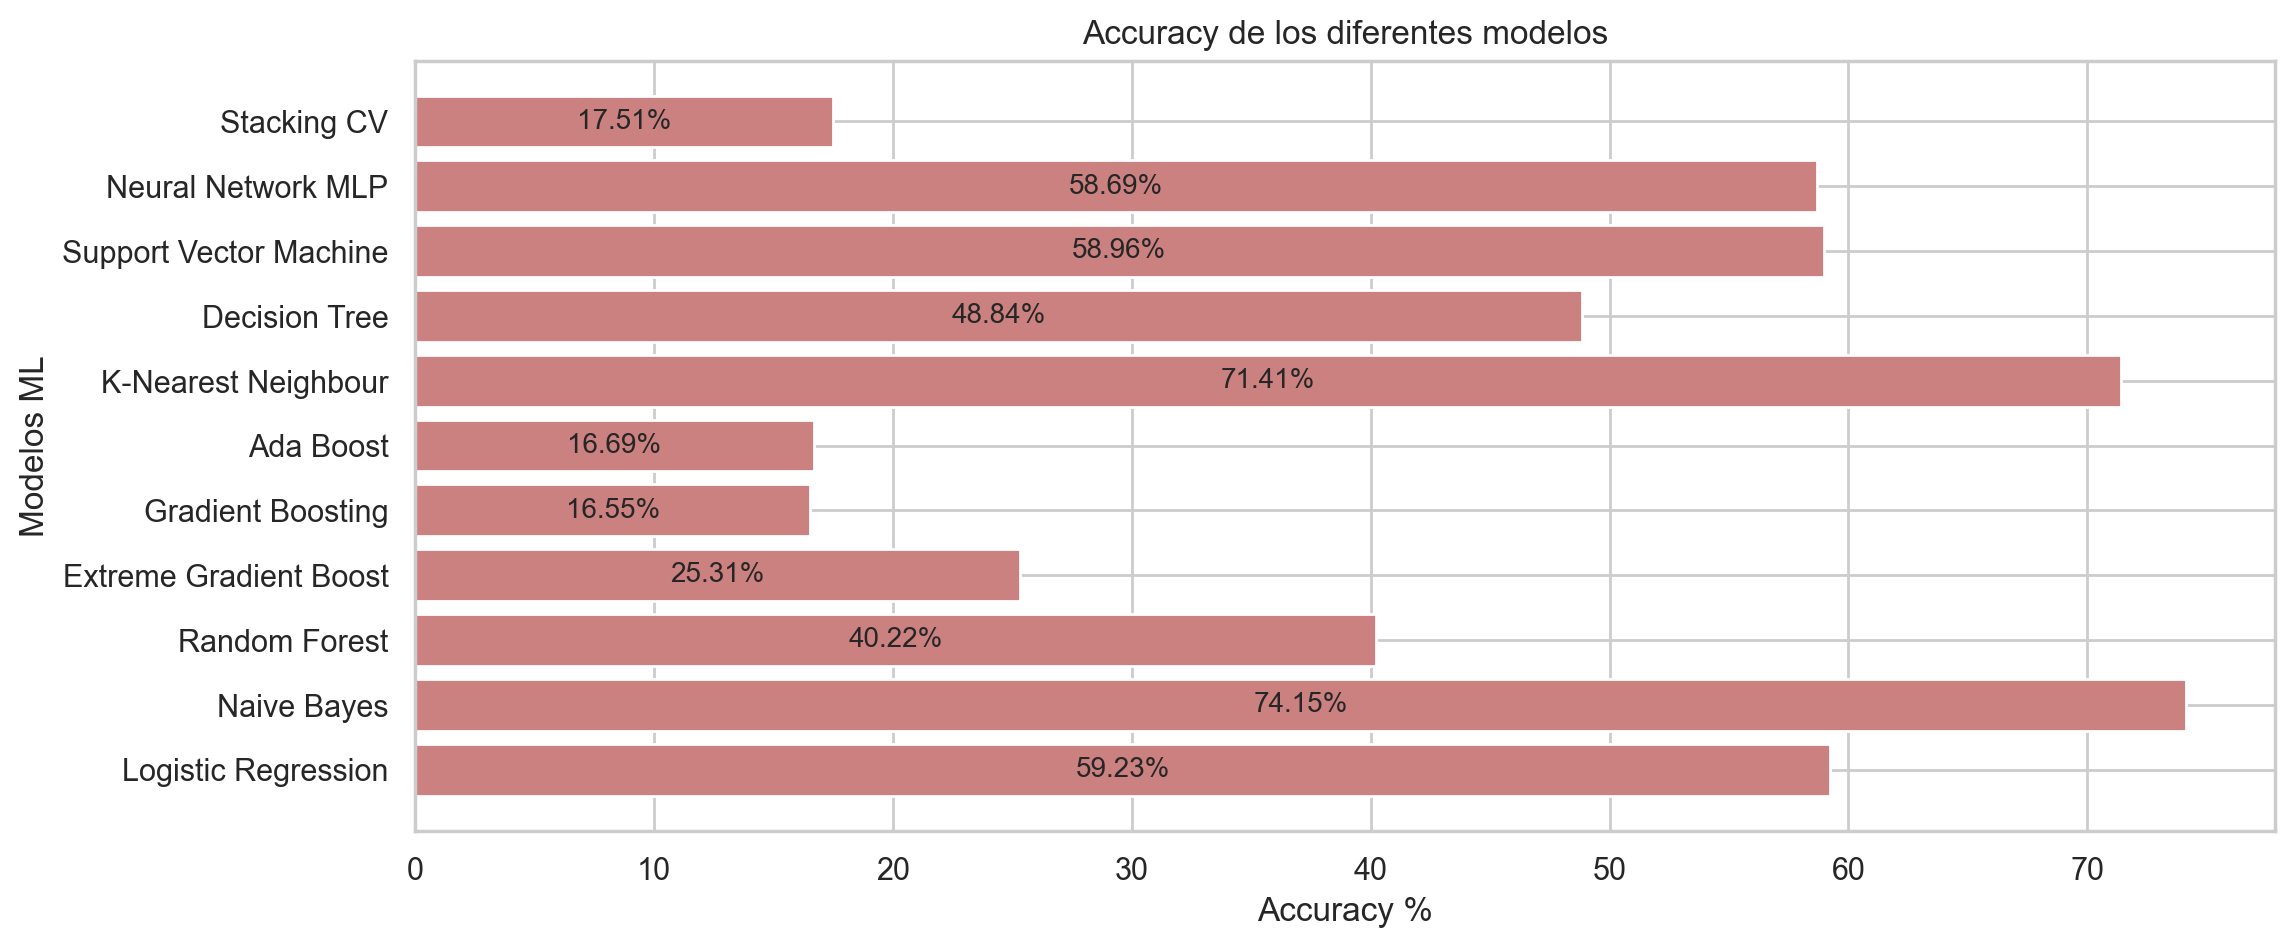 Accuracy de los diferentes modelos
Stacking CV 17.51%
Neural Network MLP 58.69%
Support Vector Machine 58.96%
Decision Tree 48.84%
K-Nearest Neighbour 71.41%
Ada Boost 16.69%
Gradient Boosting 16.55%
Extreme Gradient Boost 25.31%
Random Forest 40.22%
Naive Bayes 74.15%
Logistic Regression 59.23%
Modelos ML
0 10 20 30 40 50 60 70
Accuracy %